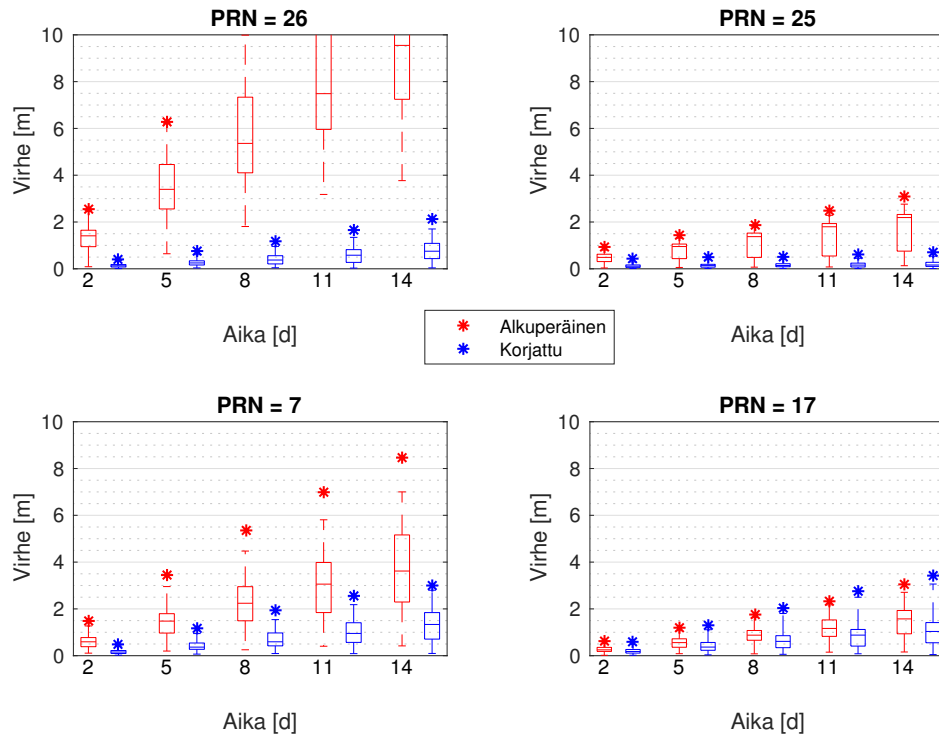 PRN = 26
10
8
6
4
2
0
Virhe [m]
2 5 8 11 14
Aika [d]
PRN = 25
10
8
6
4
2
0
Virhe [m]
2 5 8 11 14
Aika [d]
Alkuperäinen
Korjattu
PRN = 7
10
8
6
4
2
0
Virhe [m]
2 5 8 11 14
Aika [d]
PRN = 17
10
8
6
4
2
0
Virhe [m]
2 5 8 11 14
Aika [d]